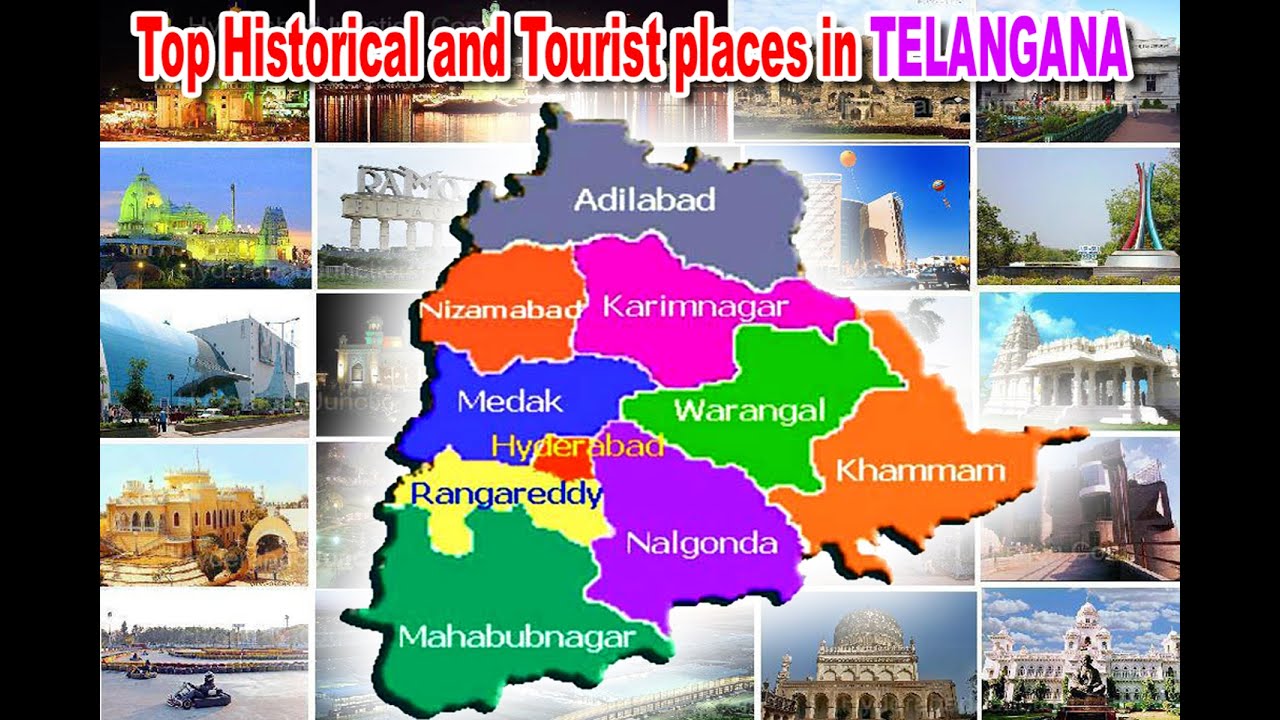 Top Historical and Tourist places in TELANGANA
Adilabad
Nizamabad
Karimnagar
Medak
Warangal
Hyderabad
Khammam
Rangareddy
Nalgonda
Mahabubnagar